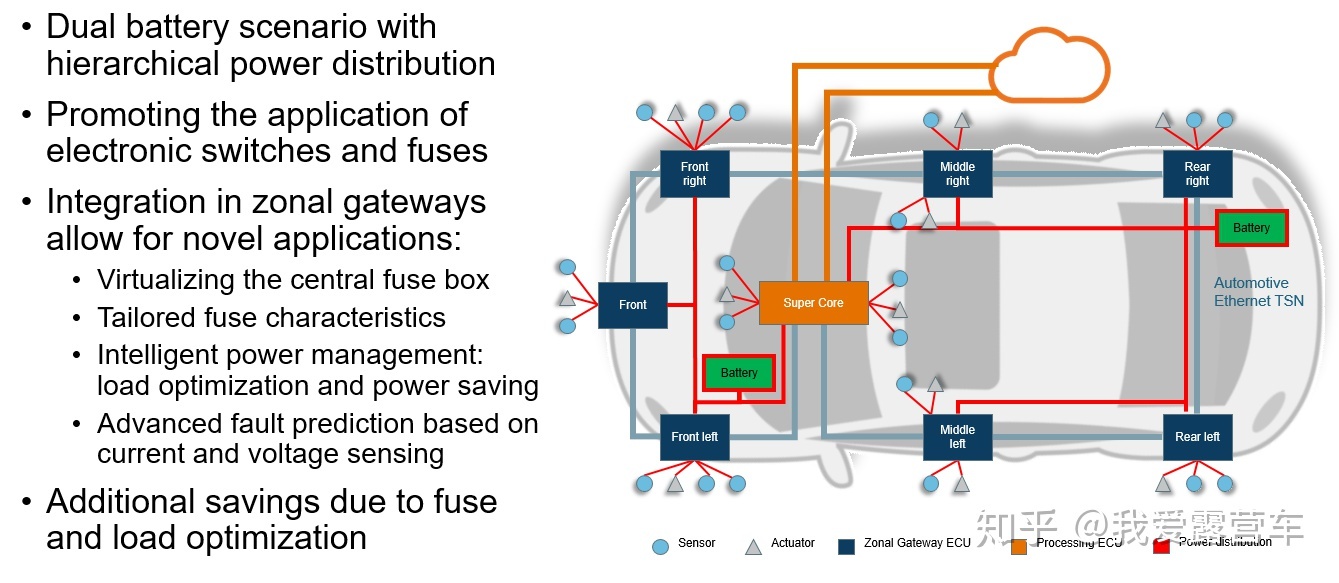 • Dual battery scenario with
hierarchical power distribution
• Promoting the application of
electronic switches and fuses
• Integration in zonal gateways
allow for novel applications:
• Virtualizing the central fuse box
• Tailored fuse characteristics
• Intelligent power management:
load optimization and power saving
• Advanced fault prediction based on
current and voltage sensing
• Additional savings due to fuse
and load optimization
Front
right
Middle
right
Rear
right
Battery
Automotive
Ethernet TSN
Front
Super Core
Battery
Front left
Middle
left
Rear left
Sensor
Actuator
Zonal Gateway ECU
Processing ECU
Power distribution
知乎 @我爱露营车